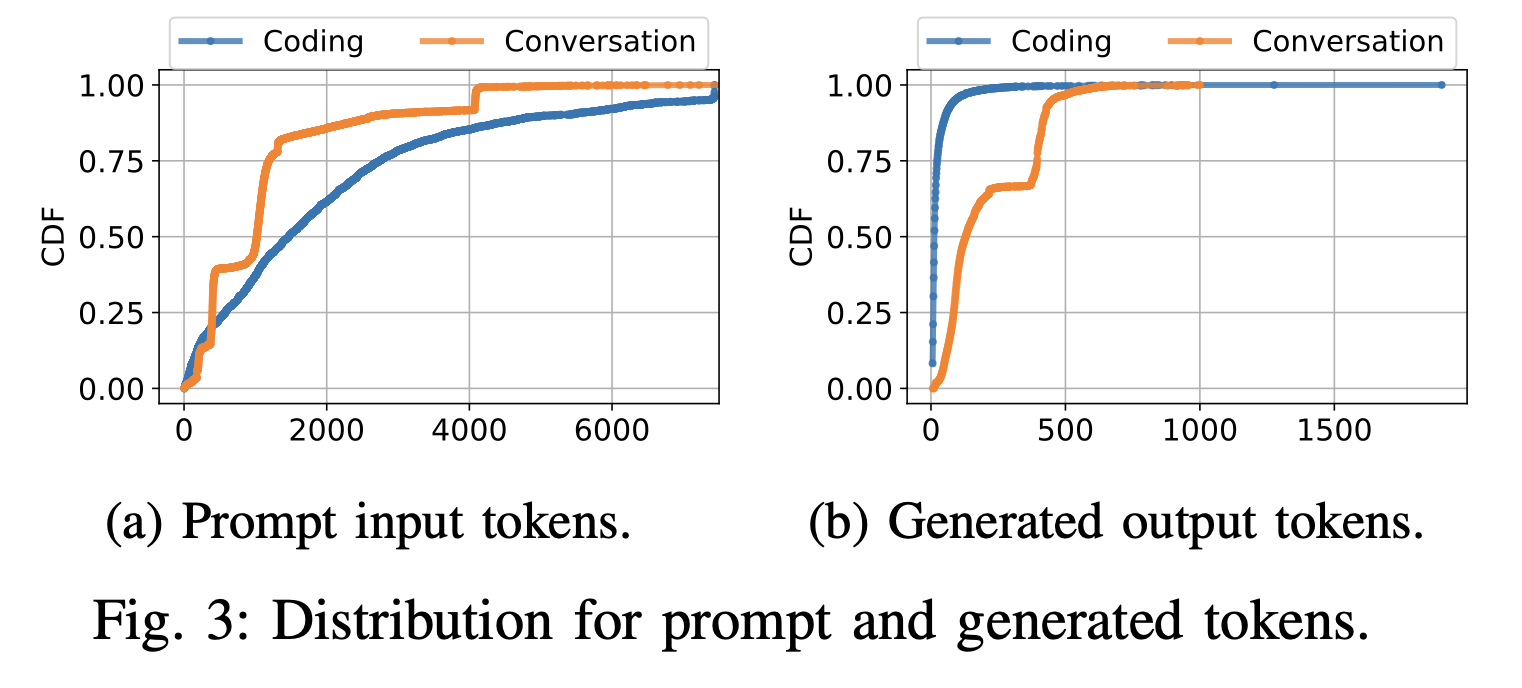 Coding Conversation
1.00
0.75
0.50
0.25
0.00
CDF
0 2000 4000 6000
(a) Prompt input tokens.
Coding Conversation
1.00
0.75
0.50
0.25
0.00
CDF
0 500 1000 1500
(b) Generated output tokens.
Fig. 3: Distribution for prompt and generated tokens.